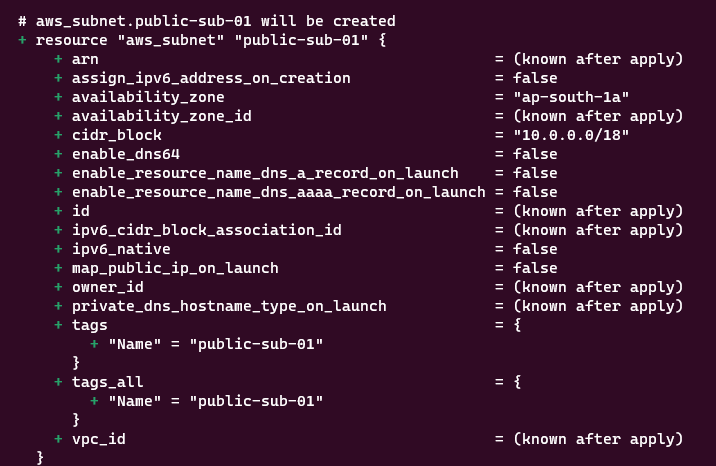 # aws_subnet.public-sub-01 will be created
+ resource "aws_subnet" "public-sub-01" {
+ arn = (known after apply)
+ assign_ipv6_address_on_creation = false
+ availability_zone = "ap-south-1a"
+ availability_zone_id = (known after apply)
+ cidr_block = "10.0.0.0/18"
+ enable_dns64 = false
+ enable_resource_name_dns_a_record_on_launch = false
+ enable_resource_name_dns_aaaa_record_on_launch = false
+ id = (known after apply)
+ ipv6_cidr_block_association_id = (known after apply)
+ ipv6_native = false
+ map_public_ip_on_launch = false
+ owner_id = (known after apply)
+ private_dns_hostname_type_on_launch = (known after apply)
+ tags = {
+ "Name" = "public-sub-01"
}
+ tags_all = {
+ "Name" = "public-sub-01"
}
+ vpc_id = (known after apply)
}